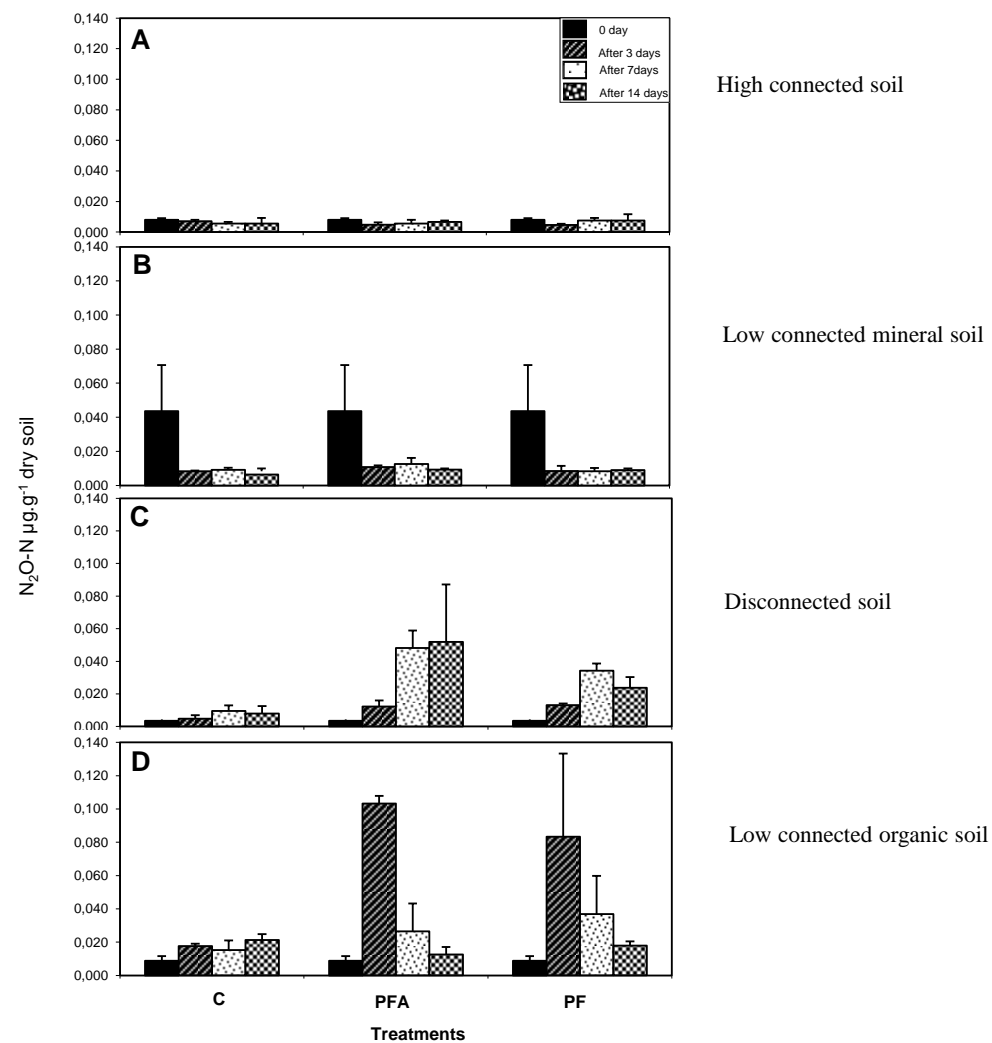 0,140
0,120
0,100
0,080
0,060
0,040
0,020
0,000
A
0 day
After 3 days
After 7days
After 14 days
High connected soil
0,140
0,120
0,100
0,080
0,060
0,040
0,020
0,000
B
Low connected mineral soil
N₂O-N µg.g⁻¹ dry soil
0,140
0,120
0,100
0,080
0,060
0,040
0,020
0,000
C
Disconnected soil
0,140
0,120
0,100
0,080
0,060
0,040
0,020
0,000
D
Low connected organic soil
C PFA PF
Treatments